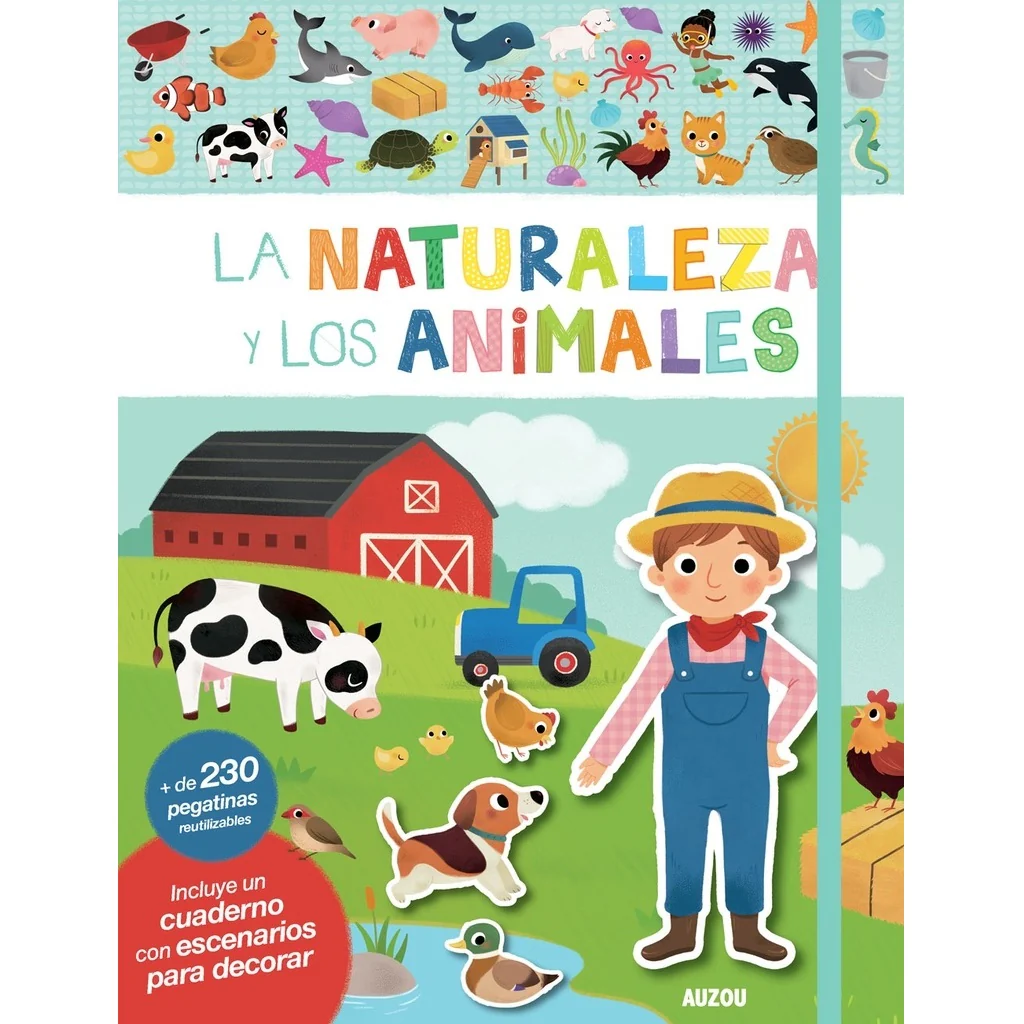 LA NATURALEZA
Y LOS ANiMALES
+ de 230
pegatinas
reutilizables
Incluye un
cuaderno
con escenarios
para decorar
AUZOU